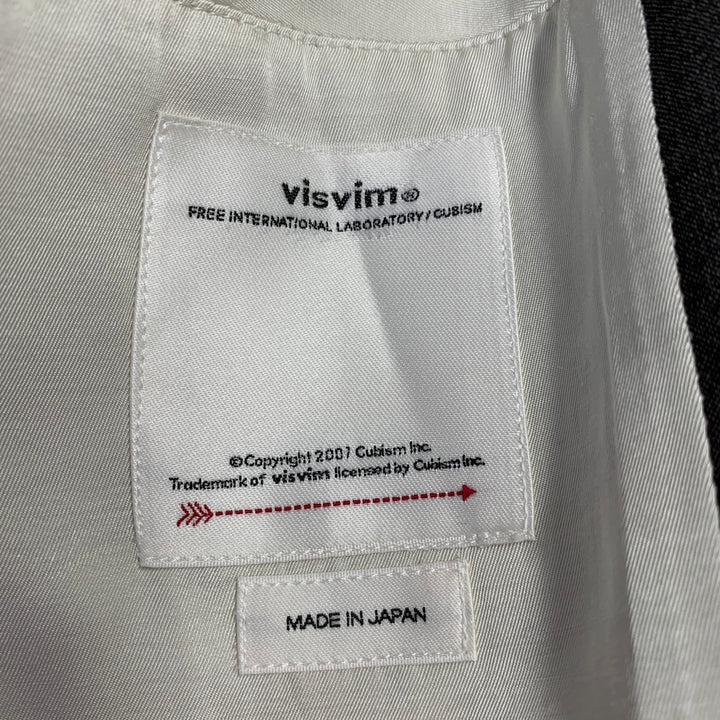 visvim®
FREE INTERNATIONAL LABORATORY / CUBISM
©Copyright 2007 Cubism Inc.
Trademark of visvim licensed by Cubism Inc.
MADE IN JAPAN